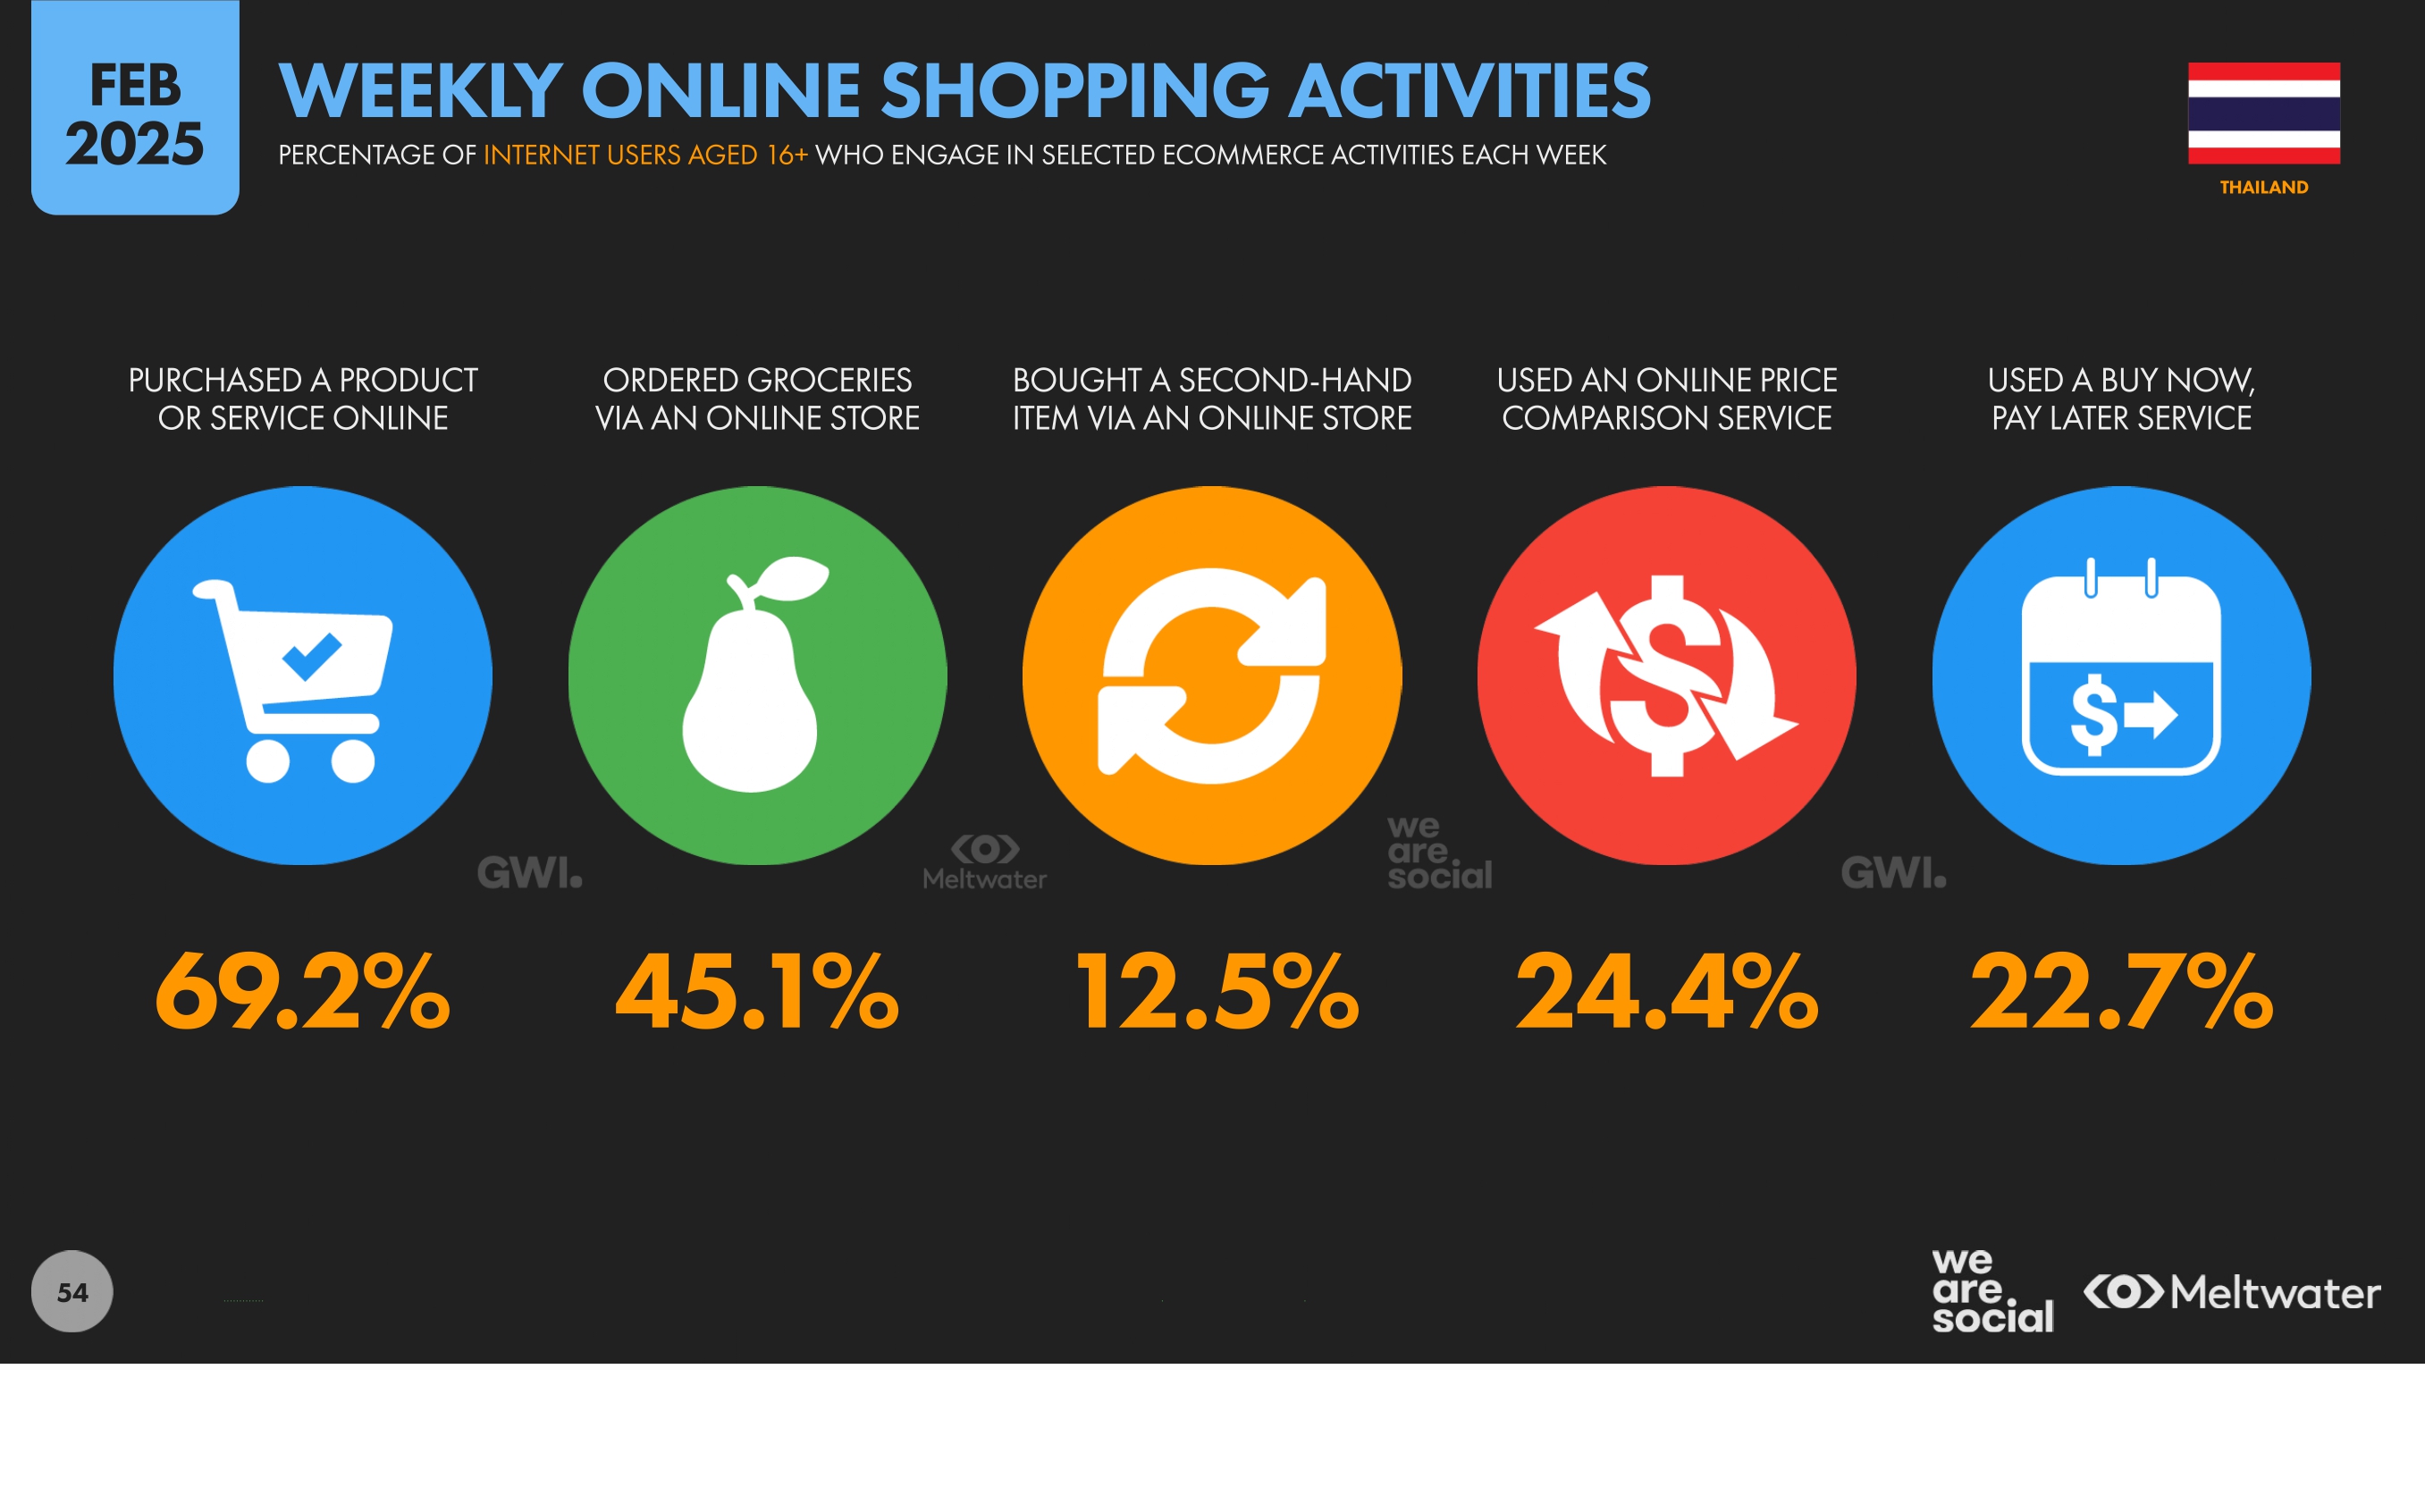 FEB
2025
WEEKLY ONLINE SHOPPING ACTIVITIES
PERCENTAGE OF INTERNET USERS AGED 16+ WHO ENGAGE IN SELECTED ECOMMERCE ACTIVITIES EACH WEEK
THAILAND
PURCHASED A PRODUCT
OR SERVICE ONLINE
ORDERED GROCERIES
VIA AN ONLINE STORE
BOUGHT A SECOND-HAND
ITEM VIA AN ONLINE STORE
USED AN ONLINE PRICE
COMPARISON SERVICE
USED A BUY NOW,
PAY LATER SERVICE
GWI.
Meltwater
we
are
social
GWI.
69.2%
45.1%
12.5%
24.4%
22.7%
54
we
are
social
Meltwater